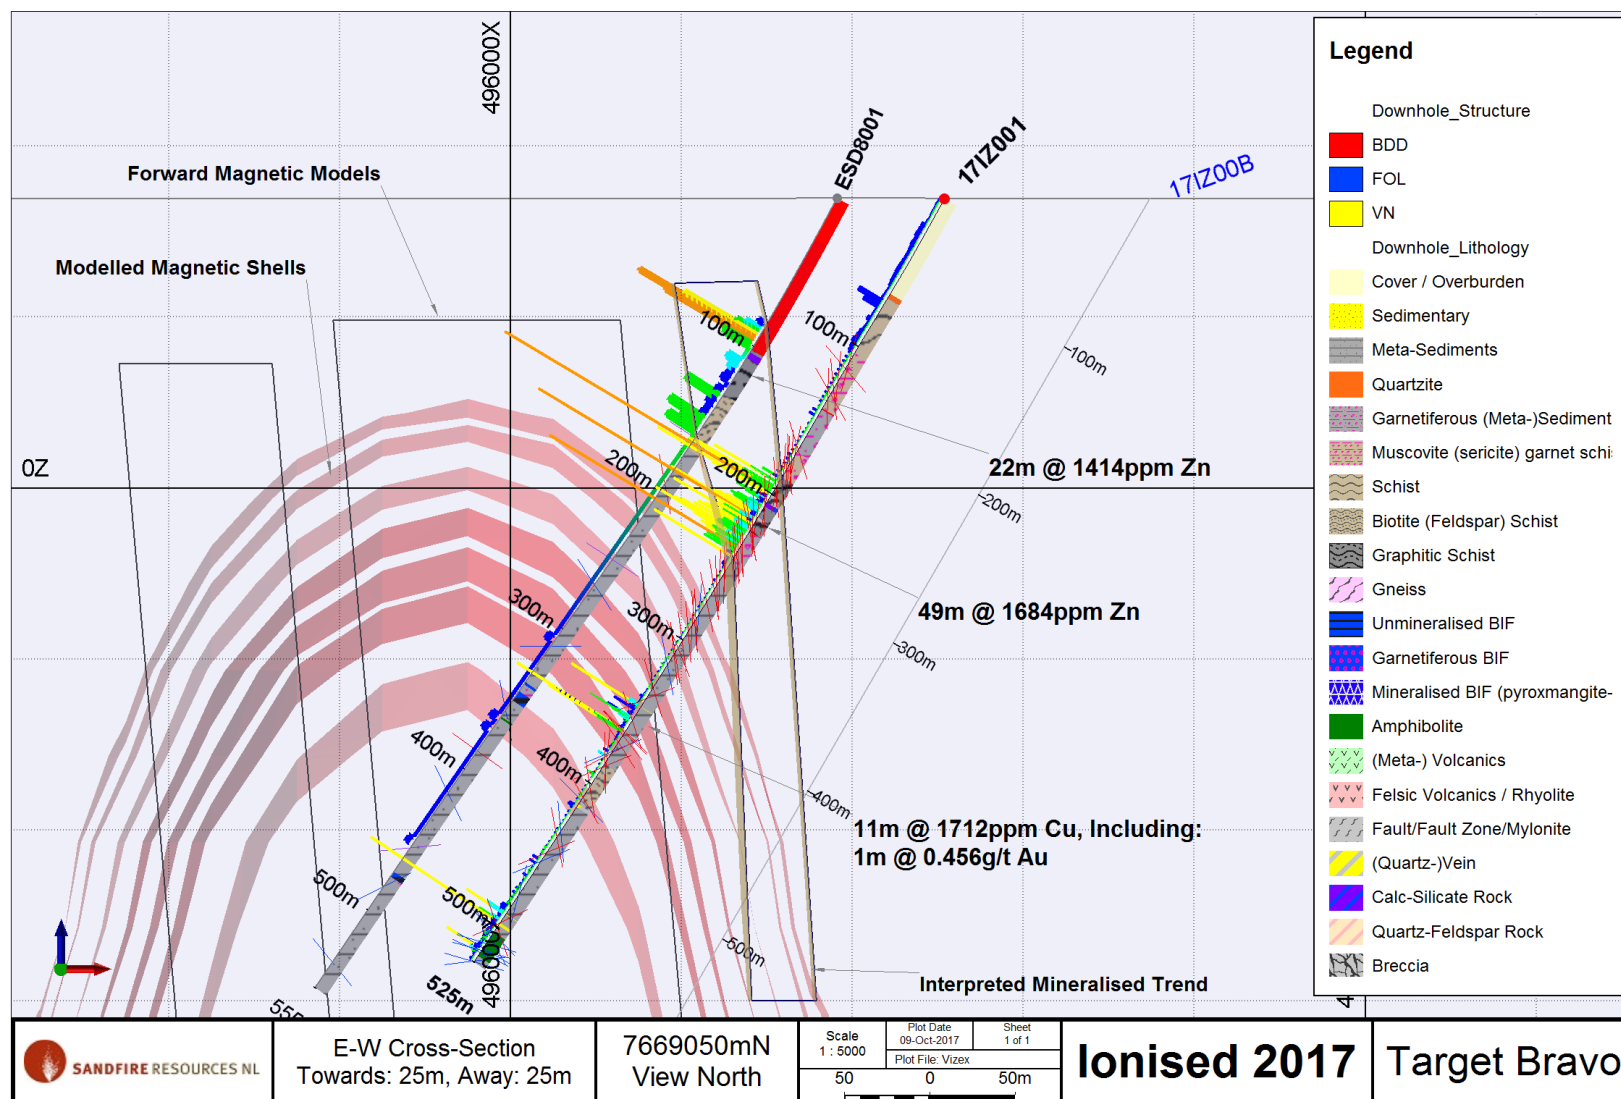 49600X
ESD8001
17IZ001
17IZ00B
Forward Magnetic Models
Modelled Magnetic Shells
0Z
100m
100m
-100m
200m
200m
-200m
300m
300m
-300m
400m
400m
-400m
500m
500m
-500m
525m
22m @ 1414ppm Zn
49m @ 1684ppm Zn
11m @ 1712ppm Cu, Including:
1m @ 0.456g/t Au
Interpreted Mineralised Trend
Legend
Downhole_Structure
BDD
FOL
VN
Downhole_Lithology
Cover / Overburden
Sedimentary
Meta-Sediments
Quartzite
Garnetiferous (Meta-)Sediment
Muscovite (sericite) garnet schi
Schist
Biotite (Feldspar) Schist
Graphitic Schist
Gneiss
Unmineralised BIF
Garnetiferous BIF
Mineralised BIF (pyroxmangite-
Amphibolite
(Meta-) Volcanics
Felsic Volcanics / Rhyolite
Fault/Fault Zone/Mylonite
(Quartz-)Vein
Calc-Silicate Rock
Quartz-Feldspar Rock
Breccia
SANDFIRE RESOURCES NL
E-W Cross-Section
Towards: 25m, Away: 25m
7669050mN
View North
Scale
1 : 5000
Plot Date
09-Oct-2017
Sheet
1 of 1
Plot File: Vizex
50 0 50m
Ionised 2017
Target Bravo